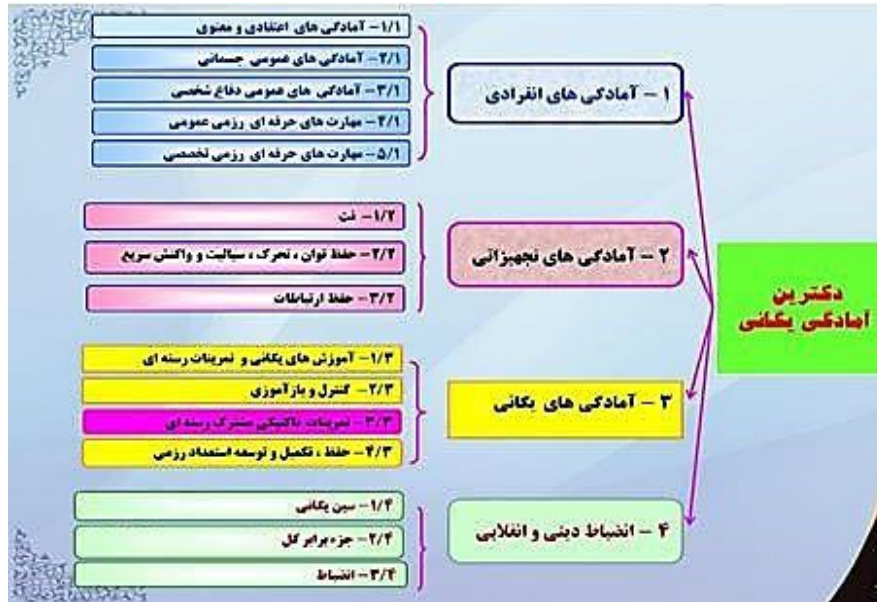 دکترین
آمادگی یگانی
۱ - آمادگی های انفرادی
۱/۱- آمادگی های اعتقادی و معنوی
۲/۱- آمادگی های عمومی جسمانی
۳/۱- آمادگی های عمومی دفاع شخصی
۴/۱- مهارت های حرفه ای رزمی عمومی
۵/۱- مهارت های حرفه ای رزمی تخصصی
۲ - آمادگی های تجهیزاتی
۱/۲- نت
۲/۲- حفظ توان ، تحرک ، سیالیت و واکنش سریع
۳/۲- حفظ ارتباطات
۳ - آمادگی های یگانی
۱/۳- آموزش های یگانی و تمرینات رسته ای
۲/۳- کنترل و بازآموزی
۳/۳- تمرینات تاکتیکی مشترک رسته ای
۴/۳- حفظ ، تکمیل و توسعه استعداد رزمی
۴ - انضباط دینی و انقلابی
۱/۴- سین یگانی
۲/۴- جزء برابر کل
۳/۴- انضباط